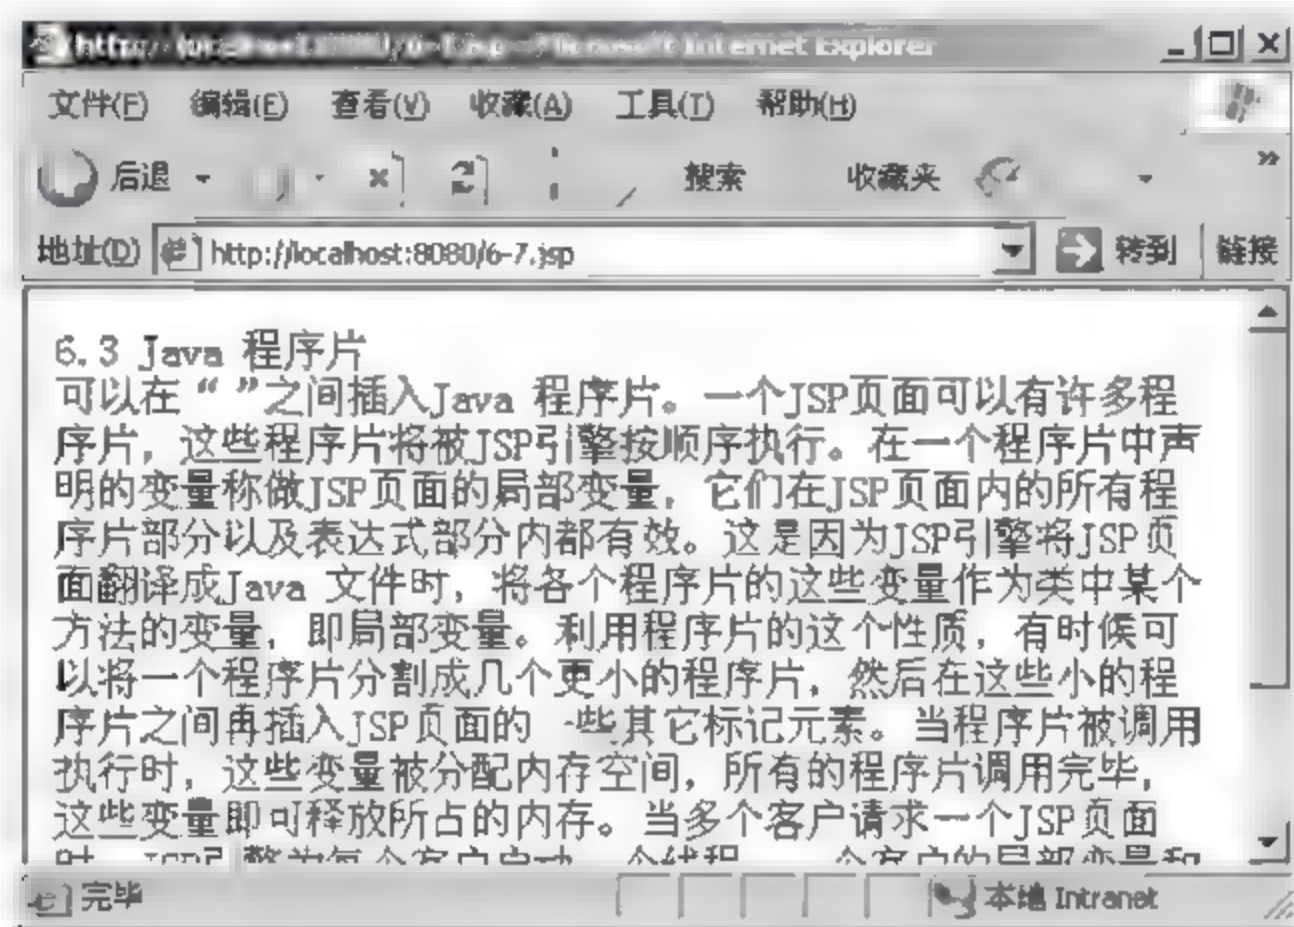 Microsoft Internet Explorer
文件(F) 编辑(E) 查看(V) 收藏(A) 工具(T) 帮助(H)
后退 搜索 收藏夹 »
地址(D) http://localhost:8080/6-7.jsp 转到 链接
6.3 Java 程序片
可以在“ ”之间插入Java 程序片。一个JSP页面可以有许多程
序片，这些程序片将被JSP引擎按顺序执行。在一个程序片中声
明的变量称做JSP页面的局部变量，它们在JSP页面内的所有程
序片部分以及表达式部分内都有效。这是因为JSP引擎将JSP页
面翻译成Java 文件时，将各个程序片的这些变量作为类中某个
方法的变量，即局部变量。利用程序片的这个性质，有时候可
以将一个程序片分割成几个更小的程序片，然后在这些小的程
序片之间再插入JSP页面的一些其它标记元素。当程序片被调用
执行时，这些变量被分配内存空间，所有的程序片调用完毕，
这些变量即可释放所占的内存。当多个客户请求一个JSP页面
完毕 本地 Intranet